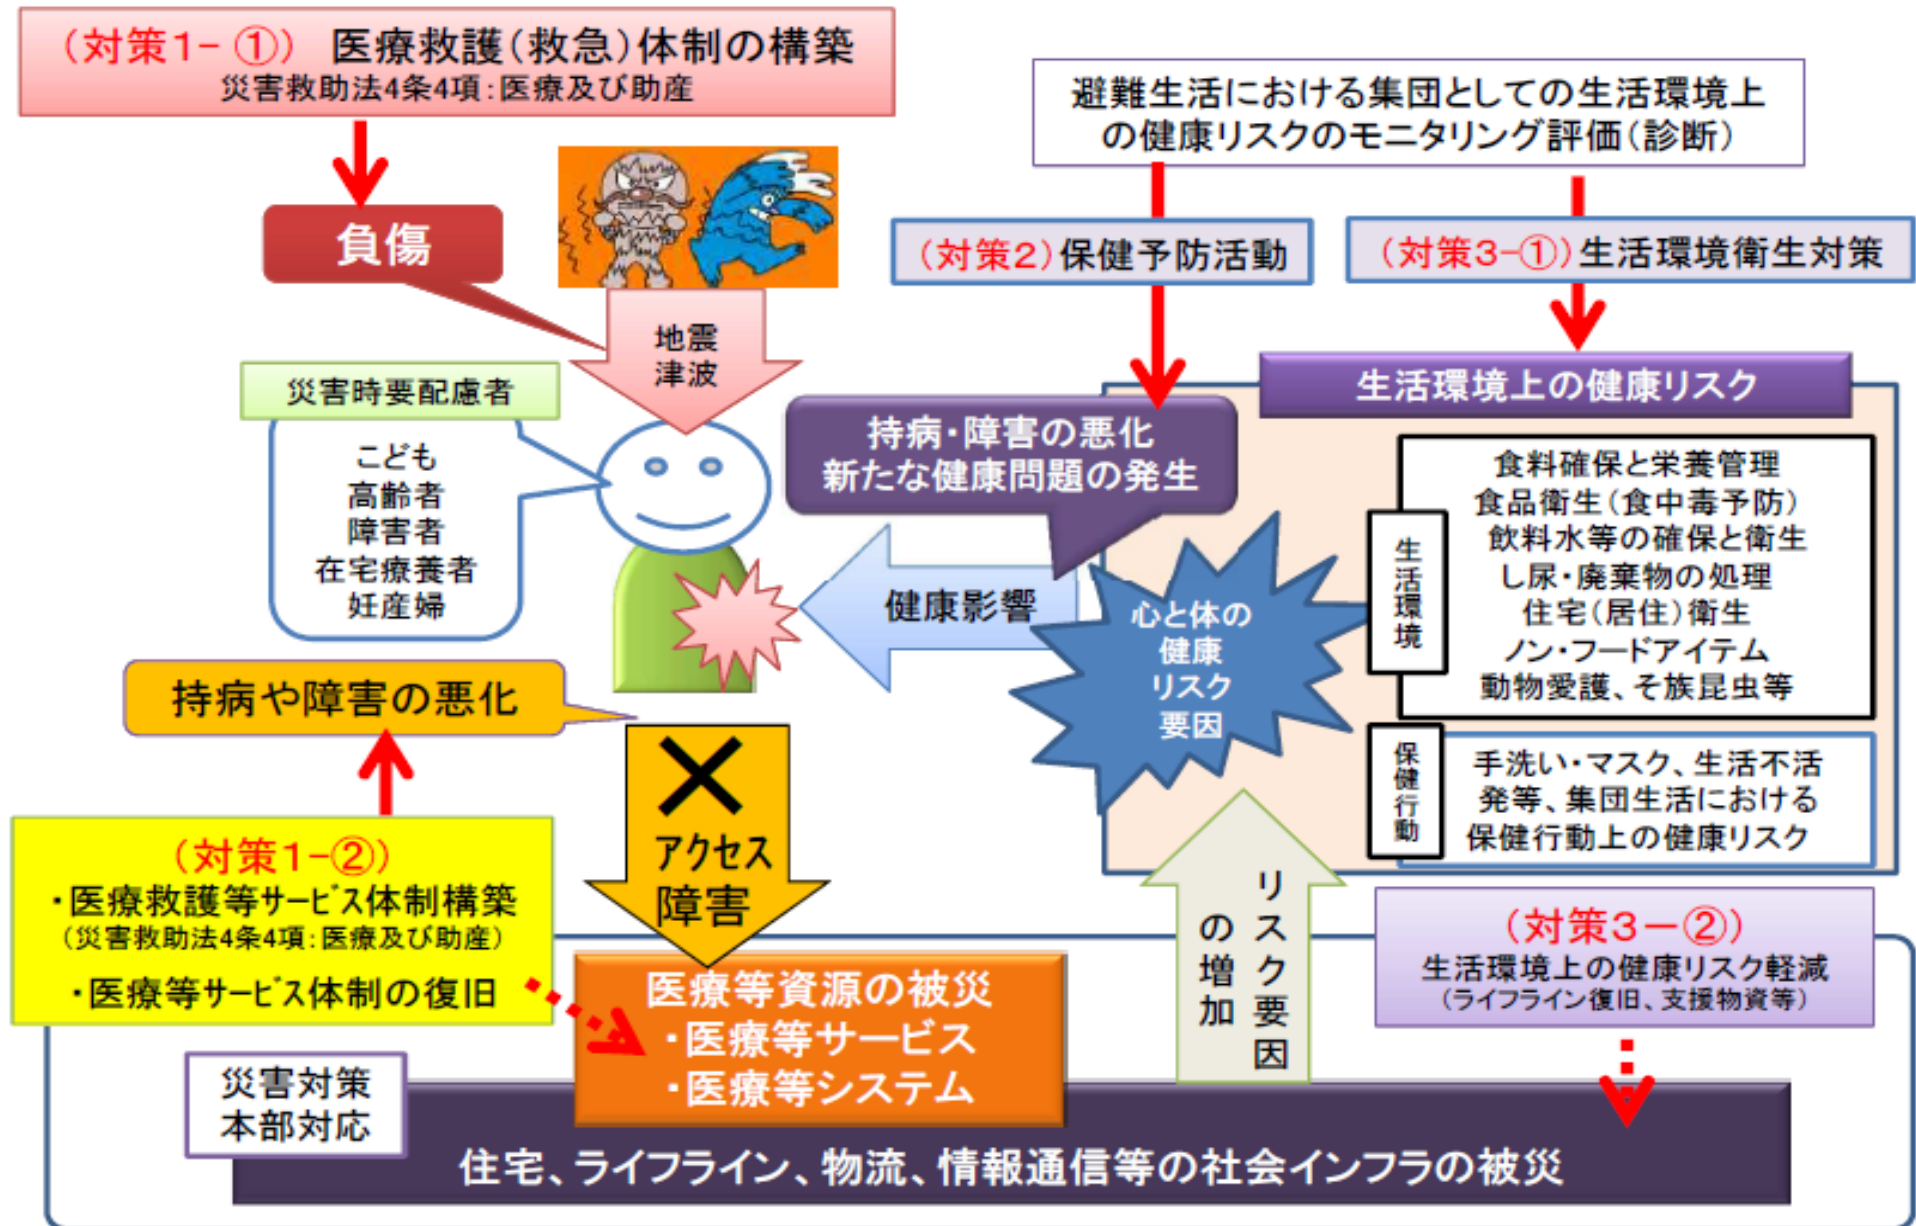 (対策1-①) 医療救護(救急)体制の構築
災害救助法4条4項:医療及び助産
避難生活における集団としての生活環境上
の健康リスクのモニタリング評価(診断)
負傷
(対策2)保健予防活動
(対策3-①)生活環境衛生対策
地震
津波
災害時要配慮者
こども
高齢者
障害者
在宅療養者
妊産婦
持病・障害の悪化
新たな健康問題の発生
生活環境上の健康リスク
生活環境
食料確保と栄養管理
食品衛生(食中毒予防)
飲料水等の確保と衛生
し尿・廃棄物の処理
住宅(居住)衛生
ノン・フードアイテム
動物愛護、そ族昆虫等
健康影響
心と体の
健康
リスク
要因
保健行動
手洗い・マスク、生活不活
発等、集団生活における
保健行動上の健康リスク
持病や障害の悪化
アクセス
障害
(対策1-②)
・医療救護等サービス体制構築
(災害救助法4条4項:医療及び助産)
・医療等サービス体制の復旧
リスク要因
の増加
(対策3-②)
生活環境上の健康リスク軽減
(ライフライン復旧、支援物資等)
医療等資源の被災
・医療等サービス
・医療等システム
災害対策
本部対応
住宅、ライフライン、物流、情報通信等の社会インフラの被災